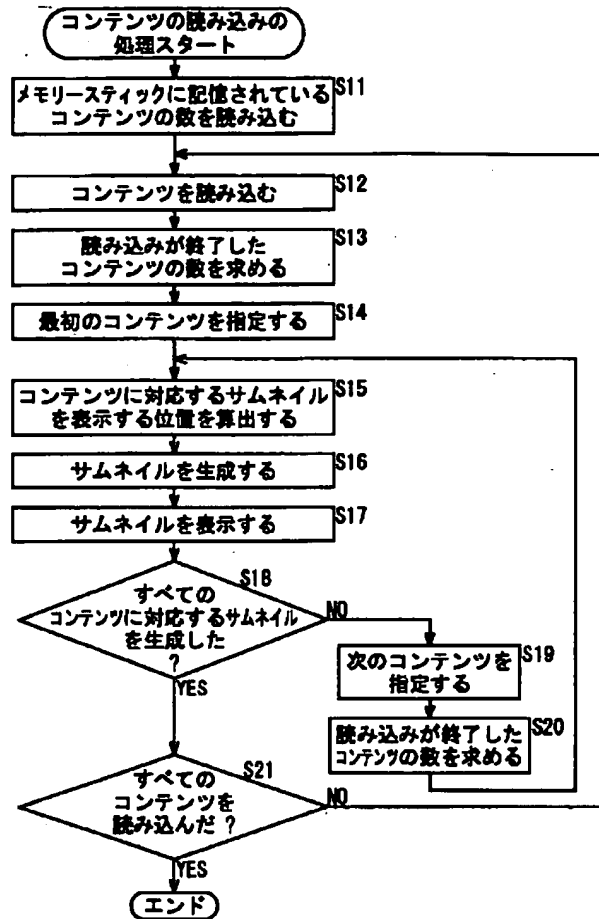 コンテンツの読み込みの
処理スタート
S11
メモリースティックに記憶されている
コンテンツの数を読み込む
S12
コンテンツを読み込む
S13
読み込みが終了した
コンテンツの数を求める
S14
最初のコンテンツを指定する
S15
コンテンツに対応するサムネイル
を表示する位置を算出する
S16
サムネイルを生成する
S17
サムネイルを表示する
S18
すべての
コンテンツに対応するサムネイル
を生成した
?
NO
YES
S19
次のコンテンツを
指定する
S20
読み込みが終了した
コンテンツの数を求める
S21
すべての
コンテンツを
読み込んだ ?
NO
YES
エンド